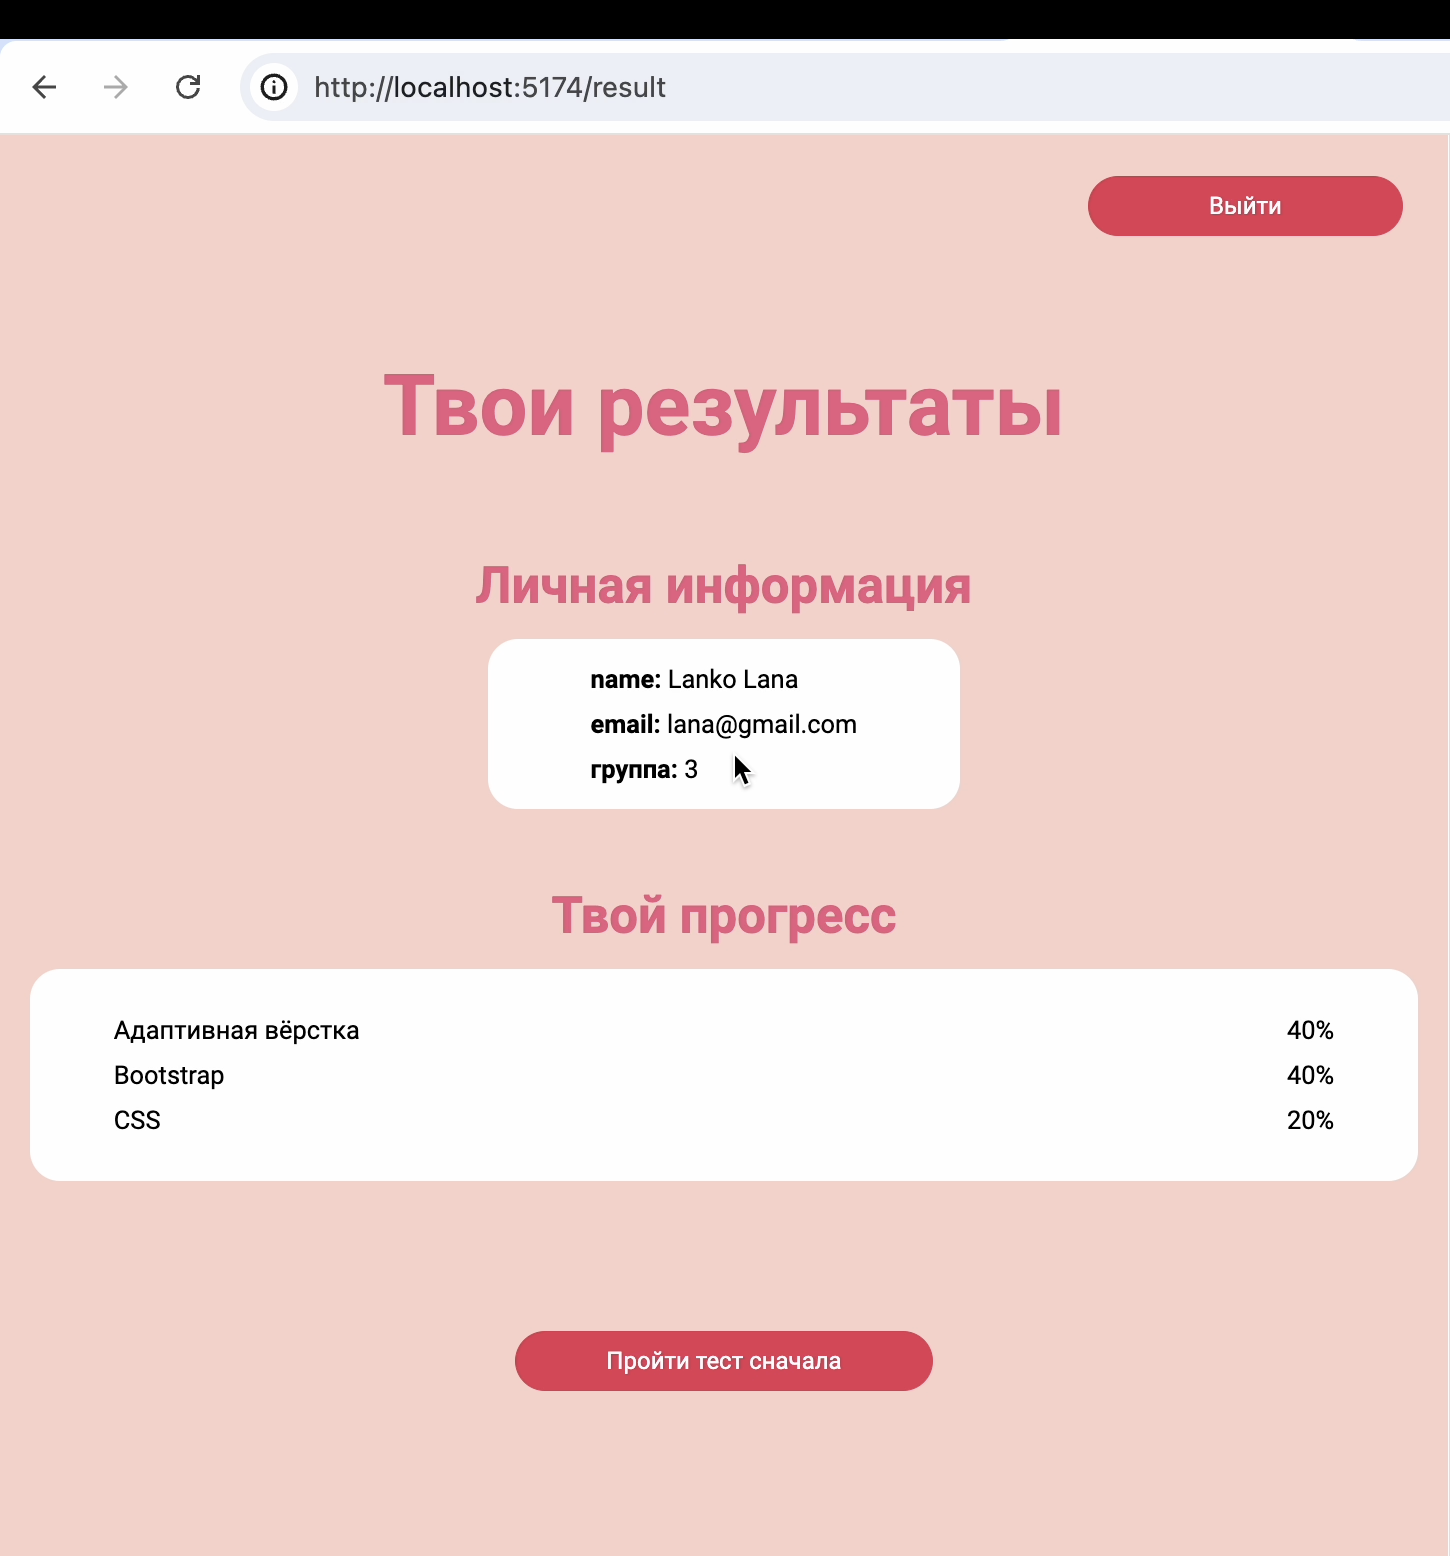 http://localhost:5174/result
Выйти
Твои результаты
Личная информация
name: Lanko Lana
email: lana@gmail.com
группа: 3
Твой прогресс
Адаптивная вёрстка 40%
Bootstrap 40%
CSS 20%
Пройти тест сначала